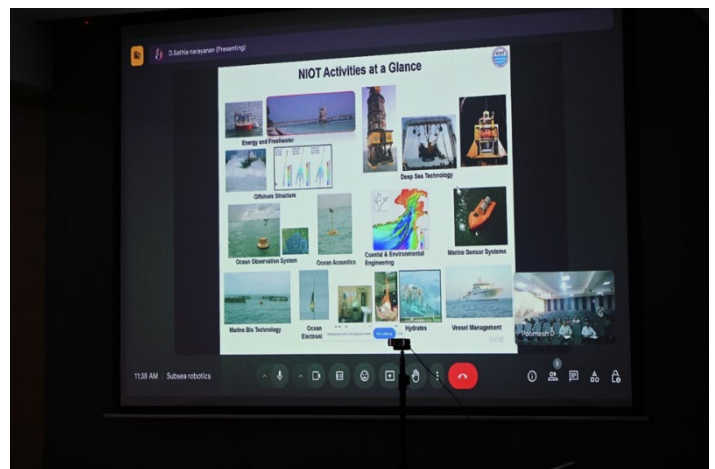 D.Sathia narayanan (Presenting)
NIOT Activities at a Glance
Energy and Freshwater
Deep Sea Technology
Offshore Structure
Ocean Observation System
Ocean Acoustics
Coastal & Environmental
Engineering
Marine Sensor Systems
Marine Bio Technology
Ocean
Hydrates
Vessel Management
Poornesh D
11:38 AM
Subsea robotics